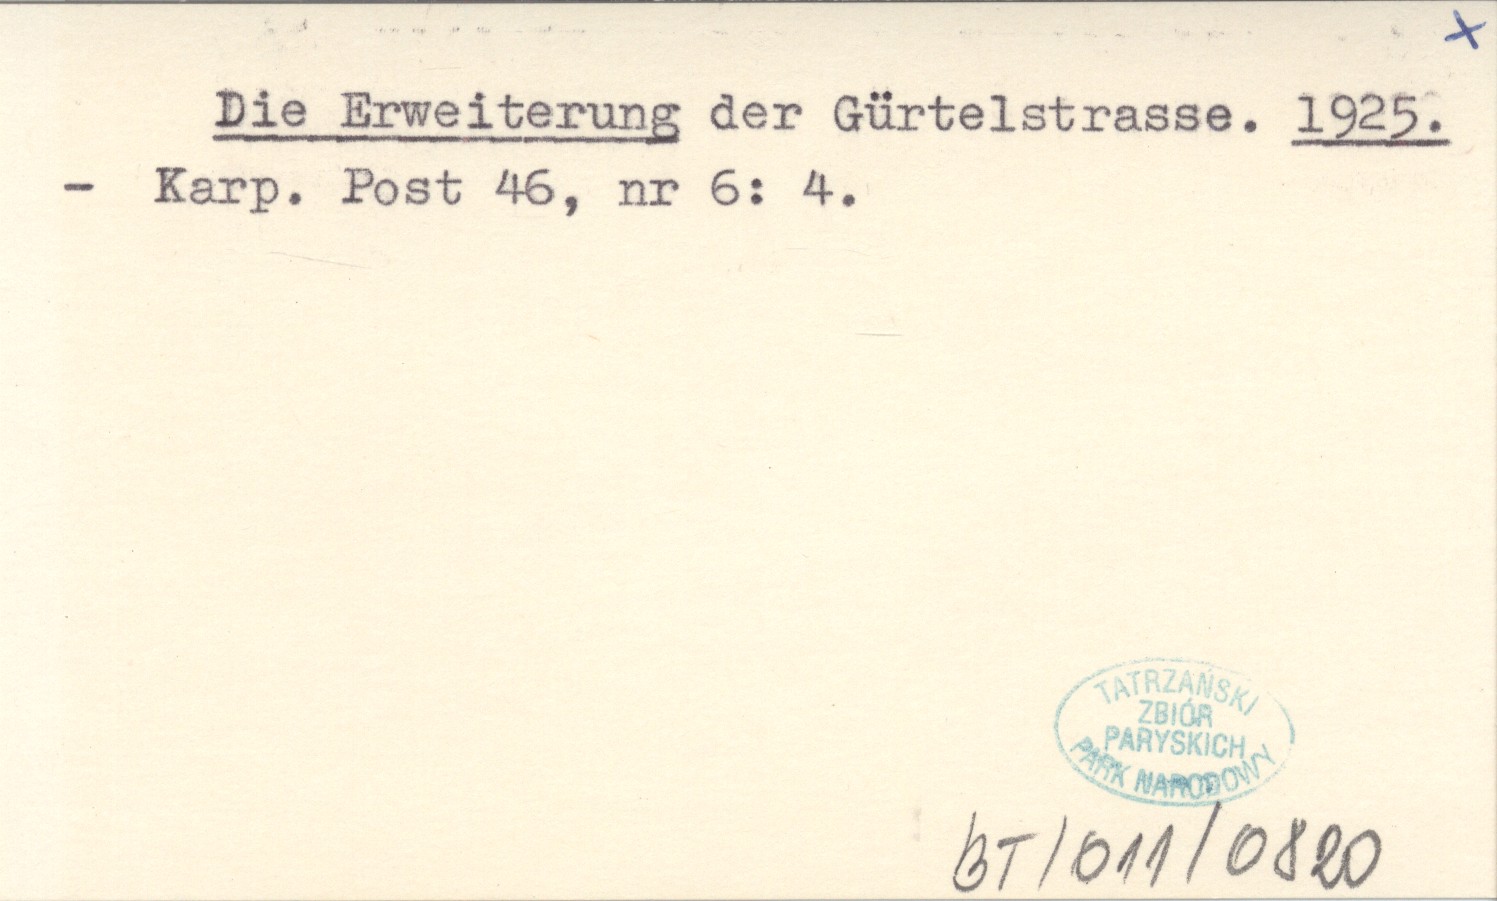 x
Die Erweiterung der Gürtelstrasse. 1925.
- Karp. Post 46, nr 6: 4.
TATRZAŃSKI
ZBIÓR
PARYSKICH
PARK NARODOWY
BT/011/0820